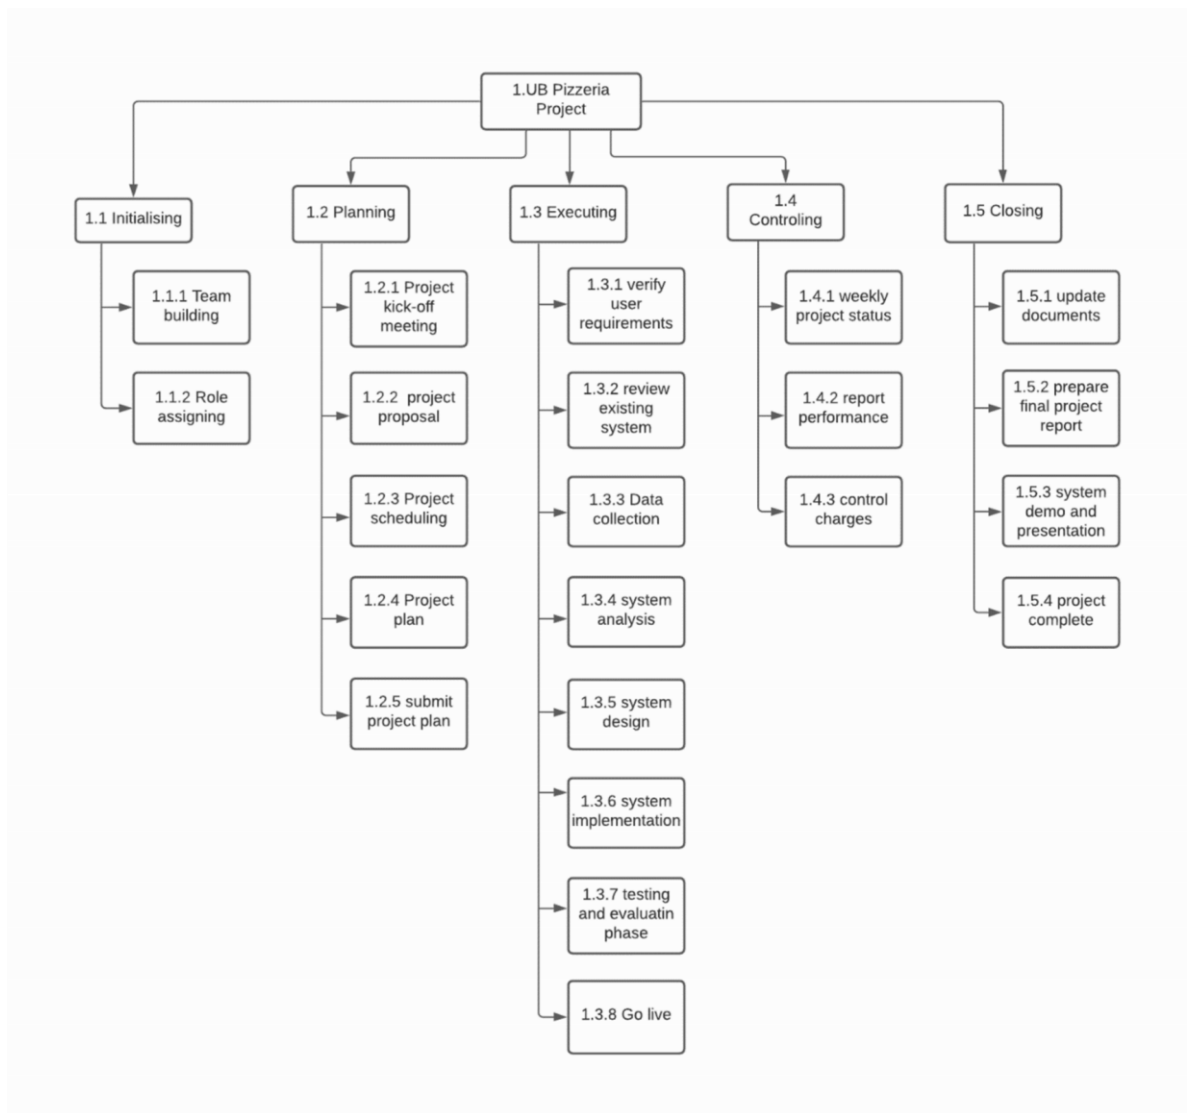 1.UB Pizzeria
Project
1.1 Initialising
1.1.1 Team
building
1.1.2 Role
assigning
1.2 Planning
1.2.1 Project
kick-off
meeting
1.2.2  project
proposal
1.2.3 Project
scheduling
1.2.4 Project
plan
1.2.5 submit
project plan
1.3 Executing
1.3.1 verify
user
requirements
1.3.2 review
existing
system
1.3.3 Data
collection
1.3.4 system
analysis
1.3.5 system
design
1.3.6 system
implementation
1.3.7 testing
and evaluatin
phase
1.3.8 Go live
1.4
Controling
1.4.1 weekly
project status
1.4.2 report
performance
1.4.3 control
charges
1.5 Closing
1.5.1 update
documents
1.5.2 prepare
final project
report
1.5.3 system
demo and
presentation
1.5.4 project
complete